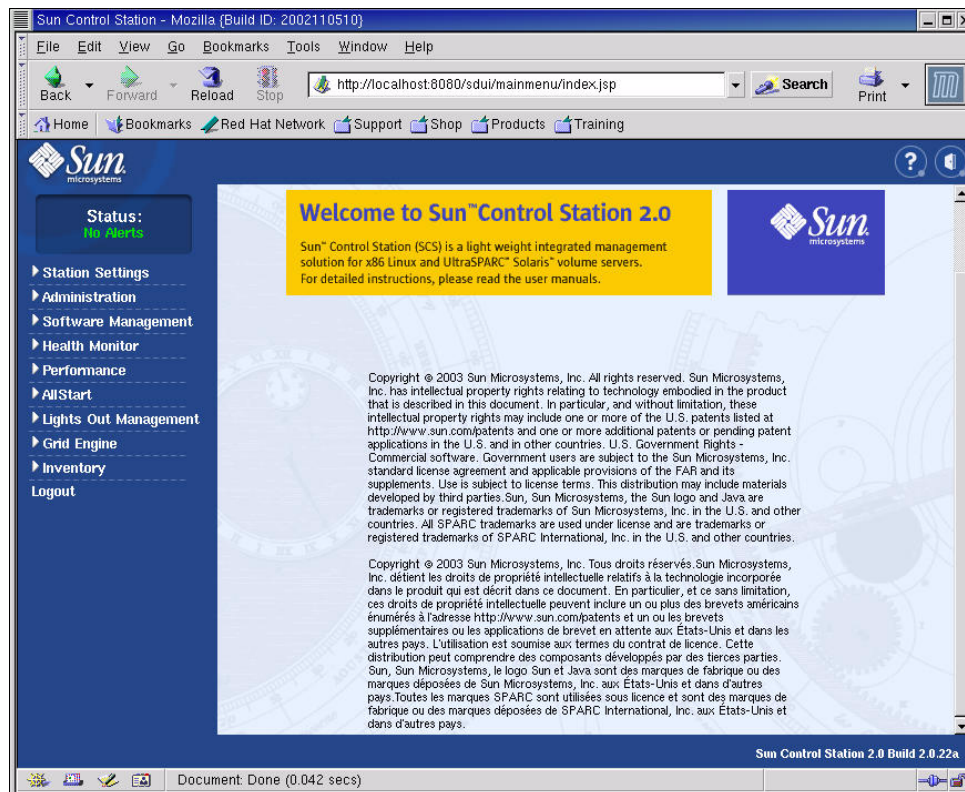 Sun Control Station - Mozilla {Build ID: 2002110510}
File Edit View Go Bookmarks Tools Window Help
Back Forward Reload Stop http://localhost:8080/sdui/mainmenu/index.jsp Search Print
Home Bookmarks Red Hat Network Support Shop Products Training
Sun
microsystems
Status:
No Alerts
Station Settings
Administration
Software Management
Health Monitor
Performance
AllStart
Lights Out Management
Grid Engine
Inventory
Logout
Welcome to Sun™ Control Station 2.0
Sun™ Control Station (SCS) is a light weight integrated management
solution for x86 Linux and UltraSPARC™ Solaris™ volume servers.
For detailed instructions, please read the user manuals.
Sun
microsystems
Copyright © 2003 Sun Microsystems, Inc. All rights reserved. Sun Microsystems,
Inc. has intellectual property rights relating to technology embodied in the product
that is described in this document. In particular, and without limitation, these
intellectual property rights may include one or more of the U.S. patents listed at
http://www.sun.com/patents and one or more additional patents or pending patent
applications in the U.S. and in other countries. U.S. Government Rights -
Commercial software. Government users are subject to the Sun Microsystems, Inc.
standard license agreement and applicable provisions of the FAR and its
supplements. Use is subject to license terms. This distribution may include materials
developed by third parties.Sun, Sun Microsystems, the Sun logo and Java are
trademarks or registered trademarks of Sun Microsystems, Inc. in the U.S. and other
countries. All SPARC trademarks are used under license and are trademarks or
registered trademarks of SPARC International, Inc. in the U.S. and other countries.
Copyright © 2003 Sun Microsystems, Inc. Tous droits réservés.Sun Microsystems,
Inc. détient les droits de propriété intellectuelle relatifs à la technologie incorporée
dans le produit qui est décrit dans ce document. En particulier, et ce sans limitation,
ces droits de propriété intellectuelle peuvent inclure un ou plus des brevets américains
énumérés à l'adresse http://www.sun.com/patents et un ou les brevets
supplémentaires ou les applications de brevet en attente aux États-Unis et dans les
autres pays. L'utilisation est soumise aux termes du contrat de licence. Cette
distribution peut comprendre des composants développés par des tierces parties.
Sun, Sun Microsystems, le logo Sun et Java sont des marques de fabrique ou des
marques déposées de Sun Microsystems, Inc. aux États-Unis et dans d'autres
pays.Toutes les marques SPARC sont utilisées sous licence et sont des marques de
fabrique ou des marques déposées de SPARC International, Inc. aux États-Unis et
dans d'autres pays.
Sun Control Station 2.0 Build 2.0.22a
Document: Done (0.042 secs)